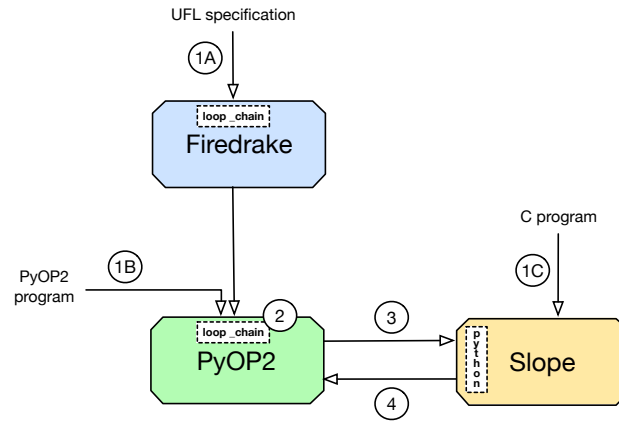 UFL specification
1A
loop _chain
Firedrake
C program
1B
1C
PyOP2
program
2
loop _chain
3
PyOP2
python
Slope
4